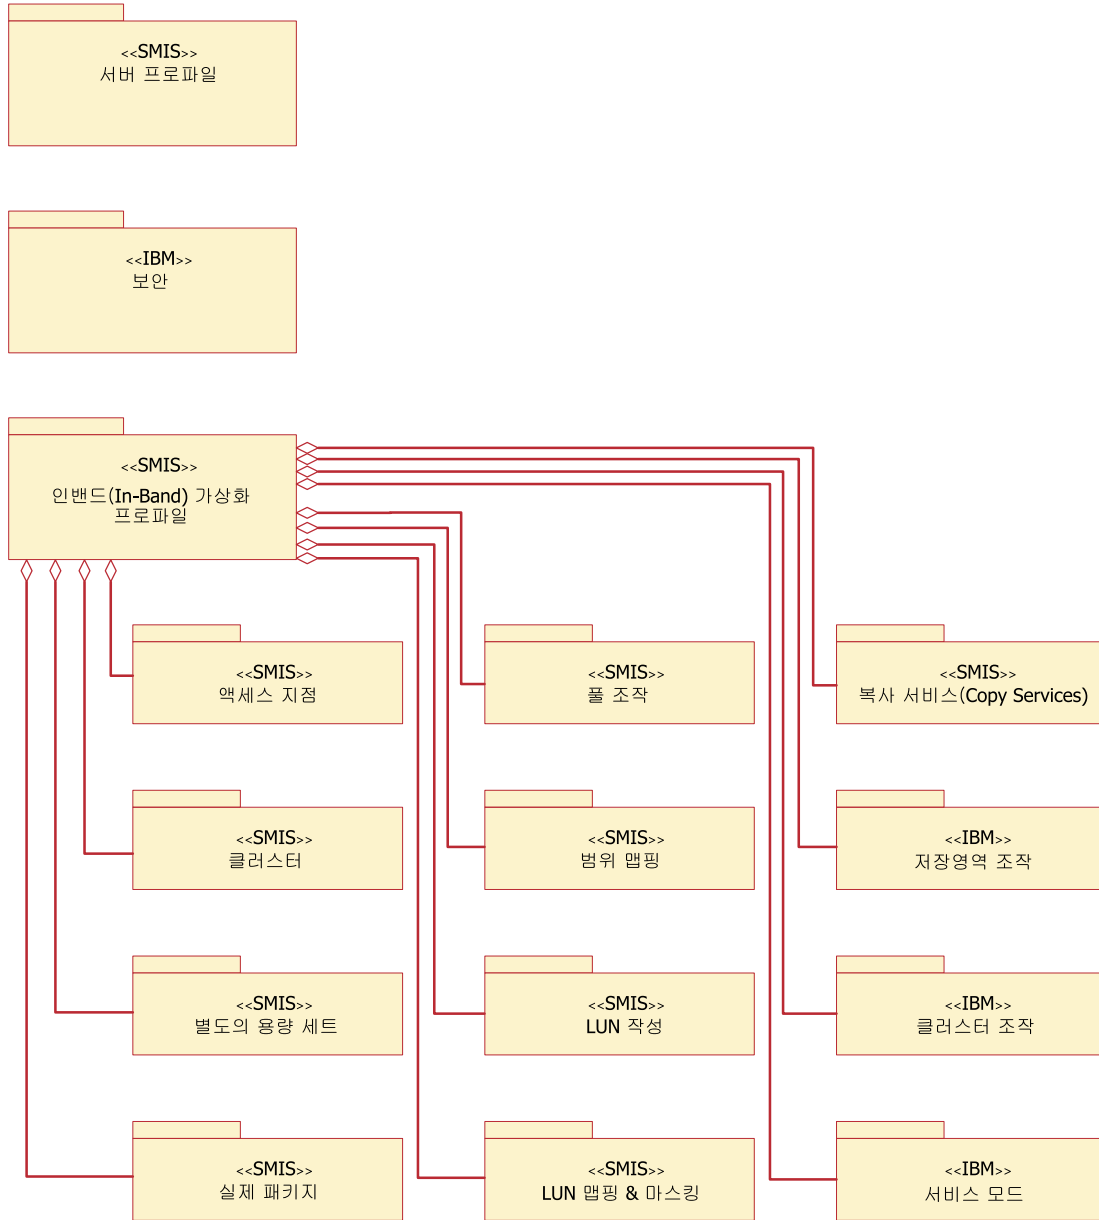 <<SMIS>>
서버 프로파일
<<IBM>>
보안
<<SMIS>>
인밴드(In-Band) 가상화
프로파일
<<SMIS>>
액세스 지점
<<SMIS>>
풀 조작
<<SMIS>>
복사 서비스(Copy Services)
<<SMIS>>
클러스터
<<SMIS>>
범위 맵핑
<<IBM>>
저장영역 조작
<<SMIS>>
별도의 용량 세트
<<SMIS>>
LUN 작성
<<IBM>>
클러스터 조작
<<SMIS>>
실제 패키지
<<SMIS>>
LUN 맵핑 & 마스킹
<<IBM>>
서비스 모드